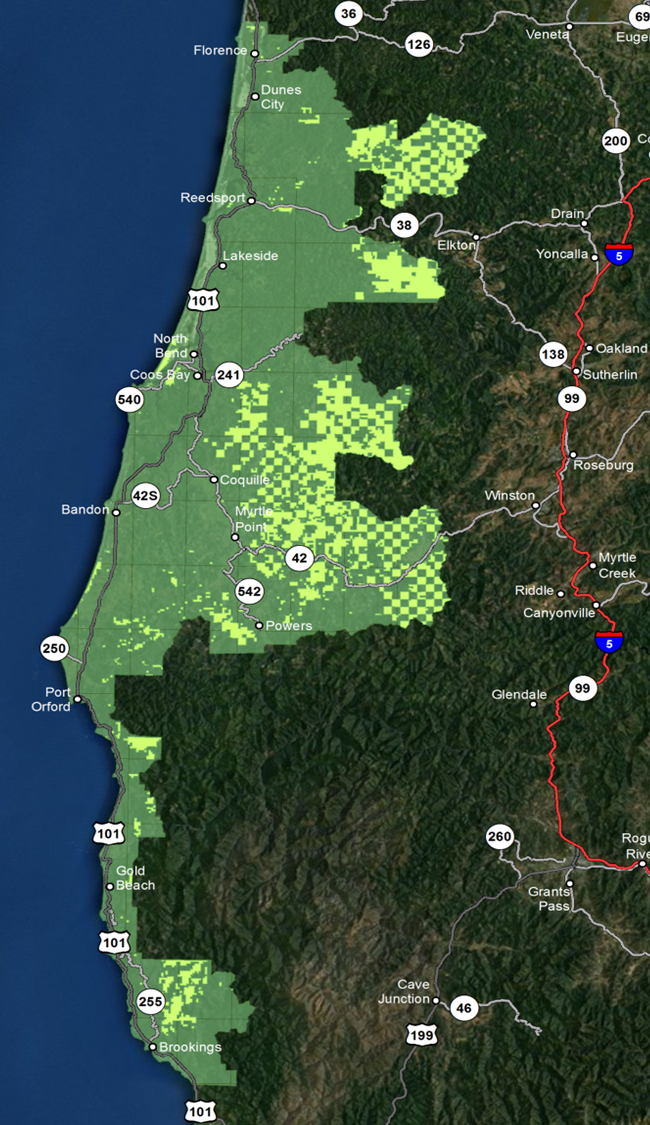 36
69
126
Veneta
Florence
Dunes
City
200
Reedsport
Drain
38
Elkton
Yoncalla
5
Lakeside
101
North
Bend
138
Oakland
Coos Bay
241
Sutherlin
540
99
Roseburg
Coquille
42S
Winston
Bandon
Myrtle
Point
42
Myrtle
Creek
542
Riddle
Canyonville
Powers
5
250
99
Port
Orford
Glendale
101
260
Gold
Beach
Grants
Pass
101
Cave
Junction
255
46
199
Brookings
101